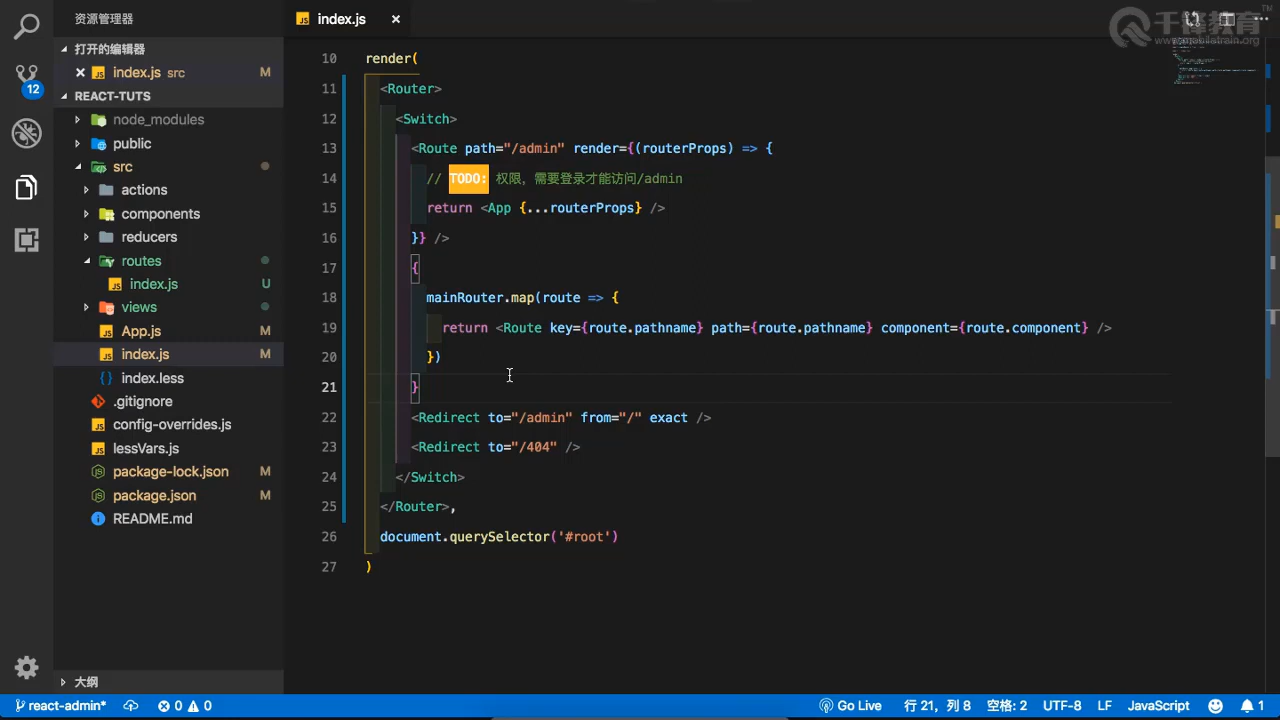 资源管理器
index.js
千锋教育
www.mobiletrain.org
打开的编辑器
index.js src M
12
REACT-TUTS
node_modules
public
src
actions
components
reducers
routes
index.js U
views
App.js M
index.js M
index.less
.gitignore
config-overrides.js
lessVars.js
package-lock.json M
package.json M
README.md
大纲
10 render(
11 <Router>
12 <Switch>
13 <Route path="/admin" render={(routerProps) => {
14 // TODO: 权限，需要登录才能访问/admin
15 return <App {...routerProps} />
16 }} />
17 {
18 mainRouter.map(route => {
19 return <Route key={route.pathname} path={route.pathname} component={route.component} />
20 })
21 }
22 <Redirect to="/admin" from="/" exact />
23 <Redirect to="/404" />
24 </Switch>
25 </Router>,
26 document.querySelector('#root')
27 )
react-admin* 0 0 Go Live 行 21，列 8 空格: 2 UTF-8 LF JavaScript 1